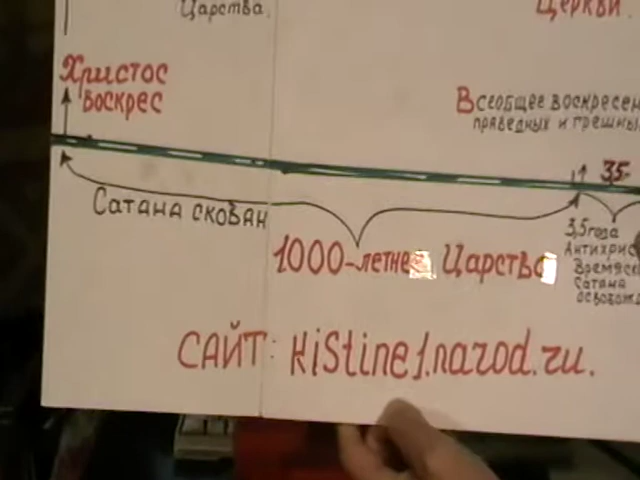 Царства.
Церкви.
Христос
Воскрес
Всеобщее воскресен
праведных и грешны
35-
Сатана скован
3,5 года
Антихрис
Время
Сатана
освобож
1000-летнее Царство
САЙТ: Kistine1.narod.ru.